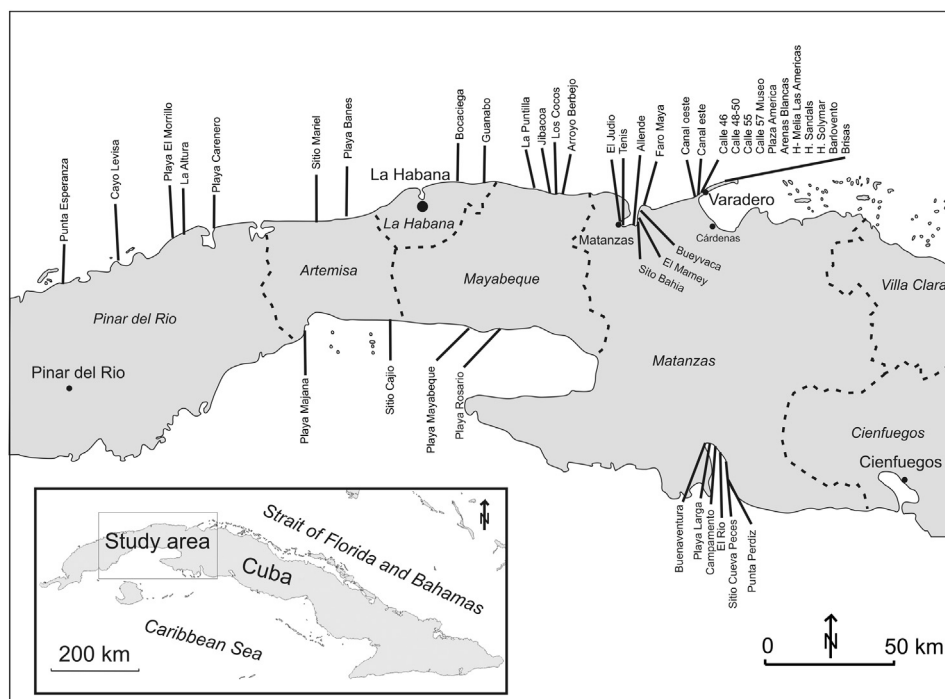 Punta Esperanza
Cayo Levisa
Playa El Morrillo
La Altura
Playa Carenero
Sitio Mariel
Playa Banes
Bocaciega
Guanabo
La Puntilla
Jibacoa
Los Cocos
Arroyo Berbejo
El Judio
Tenis
Allende
Faro Maya
Canal oeste
Canal este
Calle 46
Calle 48-50
Calle 55
Calle 57 Museo
Plaza America
Arenas Blancas
H- Melia Las Americas
H. Sandals
H. Solymar
Barlovento
Brisas
La Habana
La Habana
Varadero
Matanzas
Cárdenas
Bueyvaca
El Mamey
Sito Bahia
Artemisa
Mayabeque
Villa Clara
Pinar del Rio
Pinar del Rio
Matanzas
Playa Majana
Sitio Cajio
Playa Mayabeque
Playa Rosario
Cienfuegos
Cienfuegos
Buenaventura
Playa Larga
Campamento
El Rio
Sitio Cueva Peces
Punta Perdiz
N
Strait of Florida and Bahamas
Study area
Cuba
Caribbean Sea
200 km
N
0 50 km